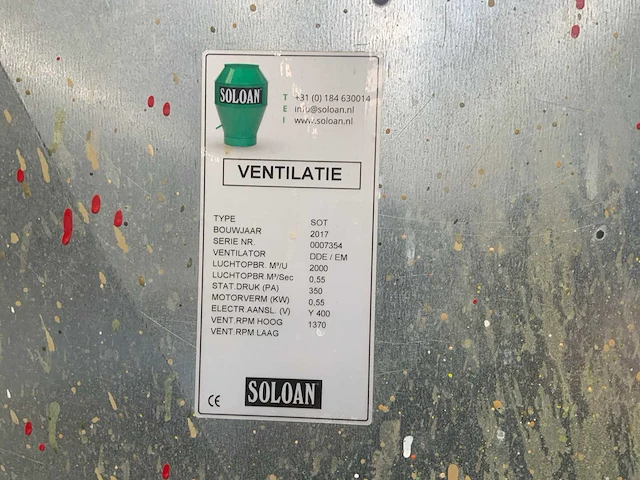 SOLOAN
T +31 (0) 184 630014
E info@soloan.nl
I www.soloan.nl
VENTILATIE
TYPE SOT
BOUWJAAR 2017
SERIE NR. 0007354
VENTILATOR DDE / EM
LUCHTOPBR. M³/U 2000
LUCHTOPBR M³/Sec 0,55
STAT.DRUK (PA) 350
MOTORVERM (KW) 0,55
ELECTR.AANSL. (V) Y 400
VENT.RPM HOOG 1370
VENT.RPM LAAG
CE SOLOAN